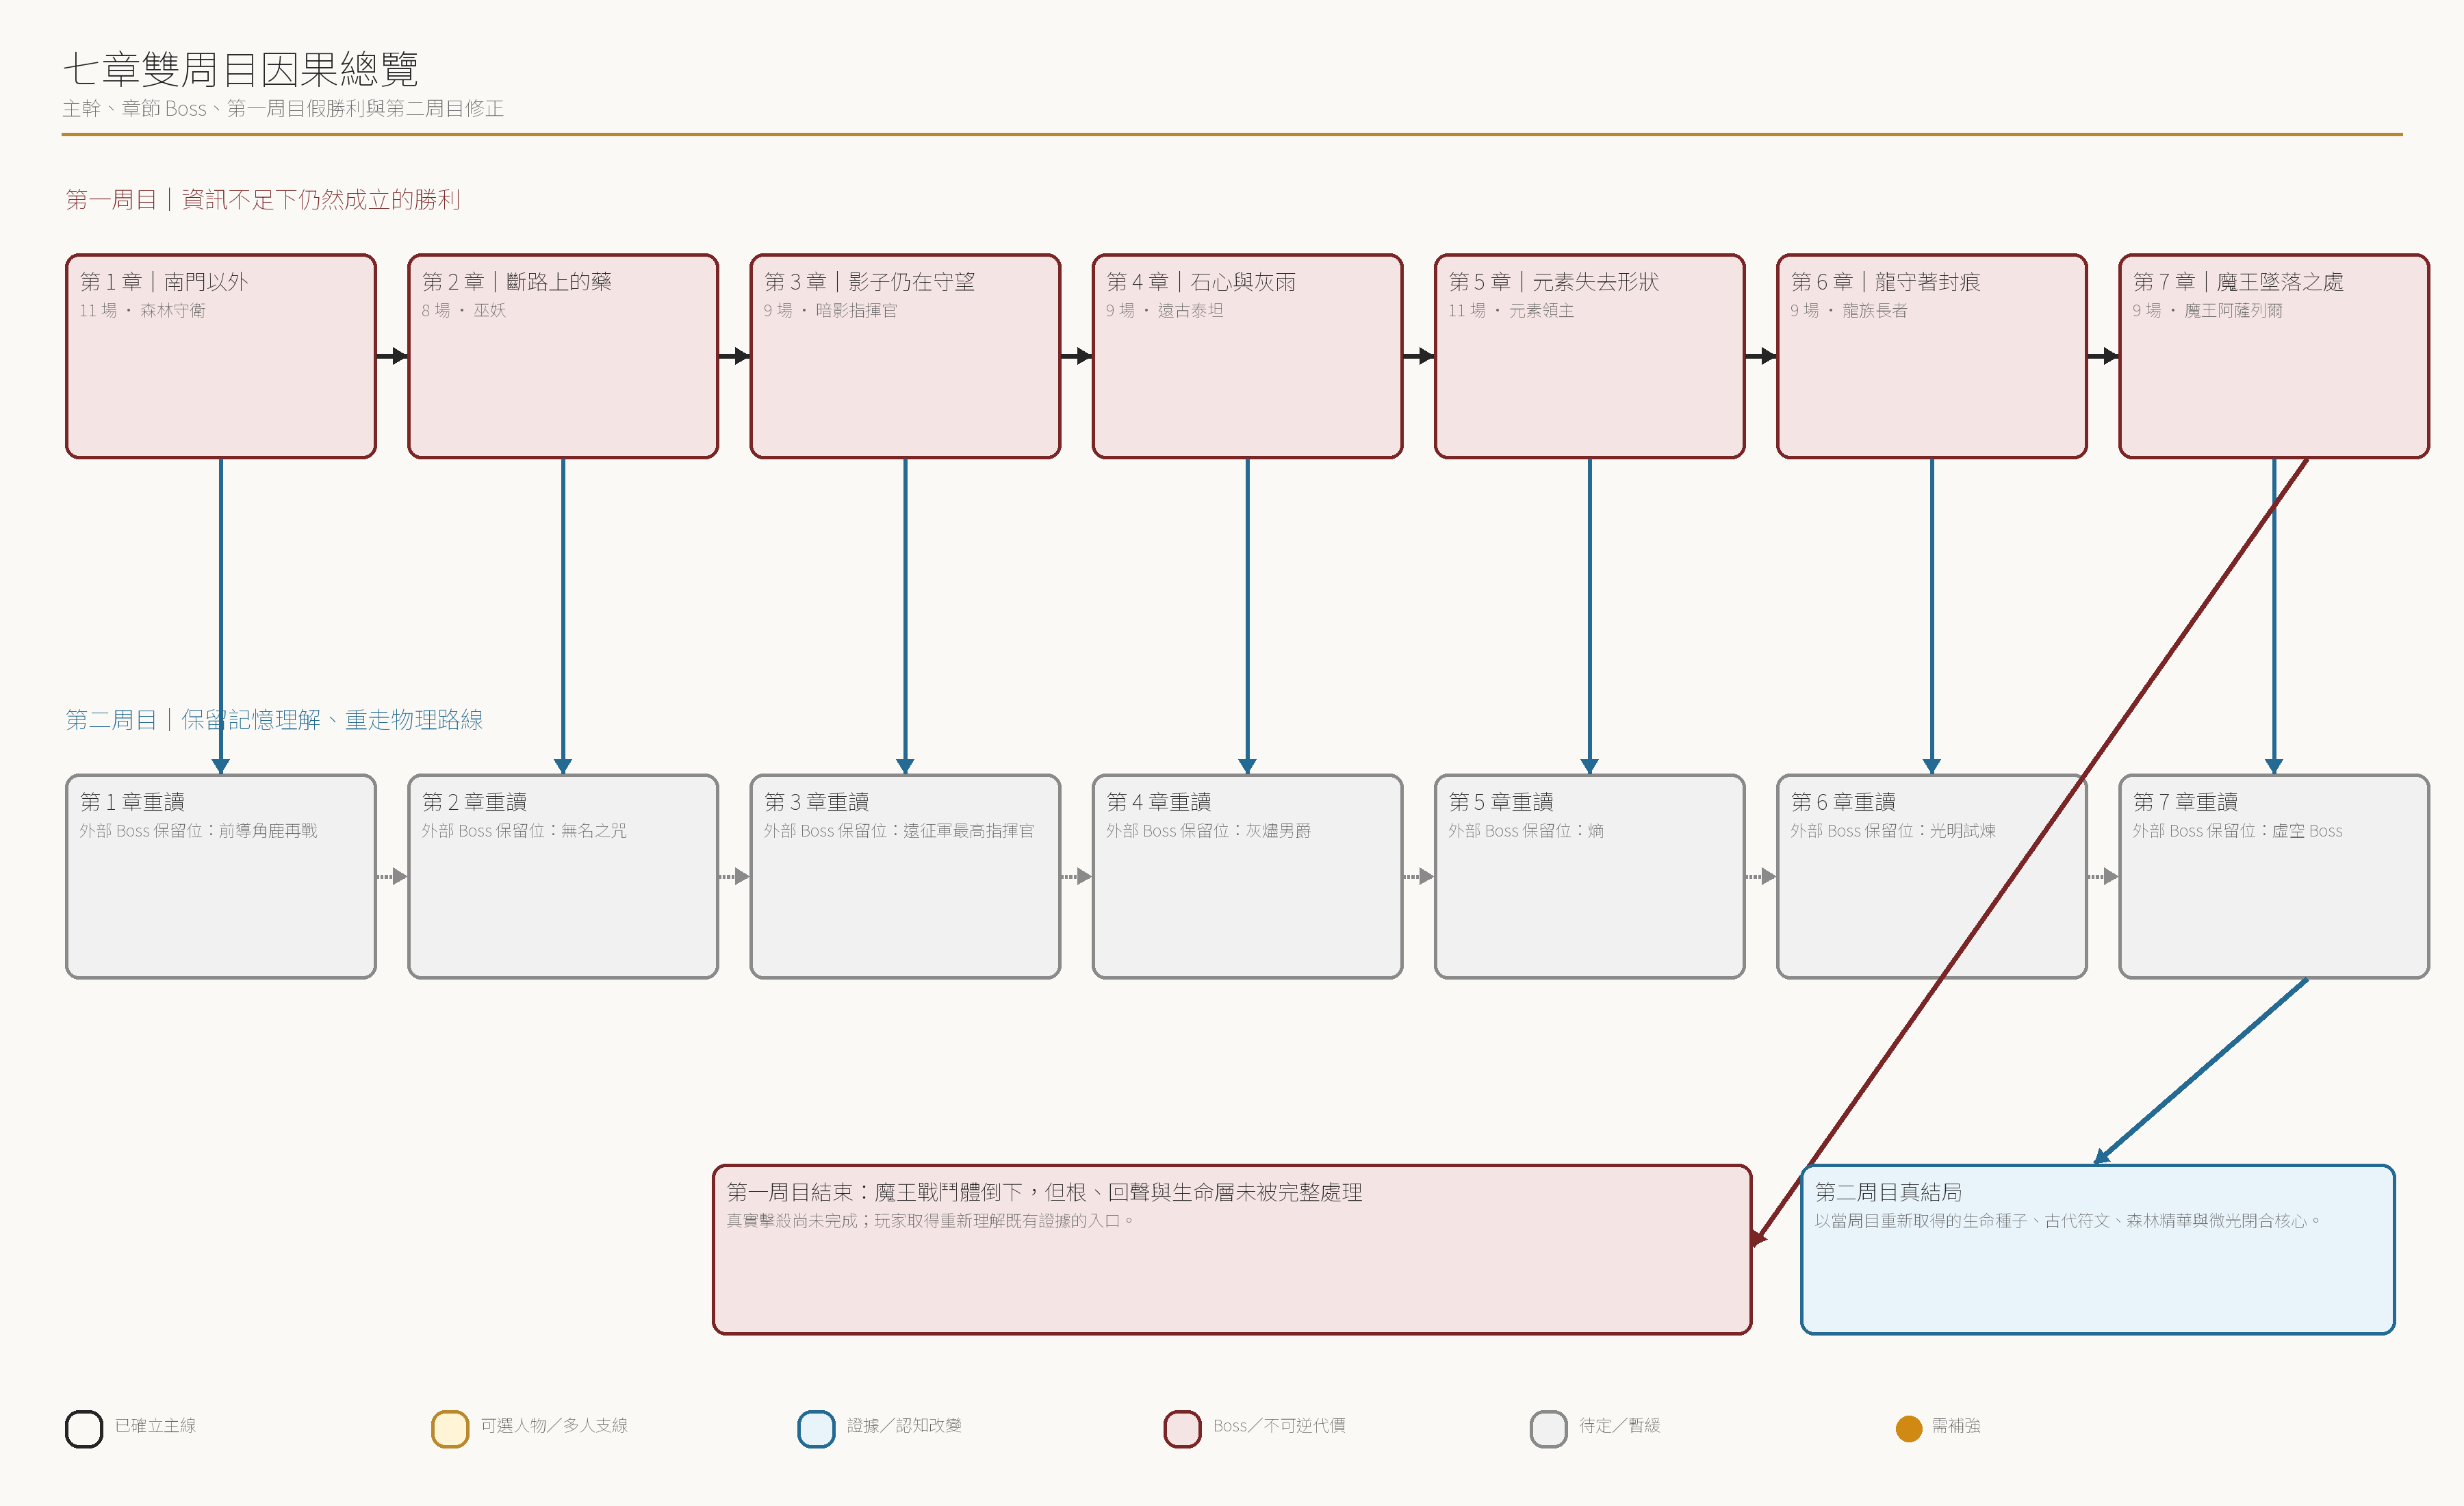 七章雙周目因果總覽
主幹、章節 Boss、第一周目假勝利與第二周目修正
第一周目｜資訊不足下仍然成立的勝利
第 1 章｜南門以外
11 場 ・ 森林守衛
第 2 章｜斷路上的藥
8 場 ・ 巫妖
第 3 章｜影子仍在守望
9 場 ・ 暗影指揮官
第 4 章｜石心與灰雨
9 場 ・ 遠古泰坦
第 5 章｜元素失去形狀
11 場 ・ 元素領主
第 6 章｜龍守著封痕
9 場 ・ 龍族長者
第 7 章｜魔王墜落之處
9 場 ・ 魔王阿薩列爾
第二周目｜保留記憶理解、重走物理路線
第 1 章重讀
外部 Boss 保留位：前導角鹿再戰
第 2 章重讀
外部 Boss 保留位：無名之咒
第 3 章重讀
外部 Boss 保留位：遠征軍最高指揮官
第 4 章重讀
外部 Boss 保留位：灰燼男爵
第 5 章重讀
外部 Boss 保留位：熵
第 6 章重讀
外部 Boss 保留位：光明試煉
第 7 章重讀
外部 Boss 保留位：虛空 Boss
第一周目結束：魔王戰鬥體倒下，但根、回聲與生命層未被完整處理
真實擊殺尚未完成；玩家取得重新理解既有證據的入口。
第二周目真結局
以當周目重新取得的生命種子、古代符文、森林精華與微光閉合核心。
已確立主線
可選人物／多人支線
證據／認知改變
Boss／不可逆代價
待定／暫緩
需補強